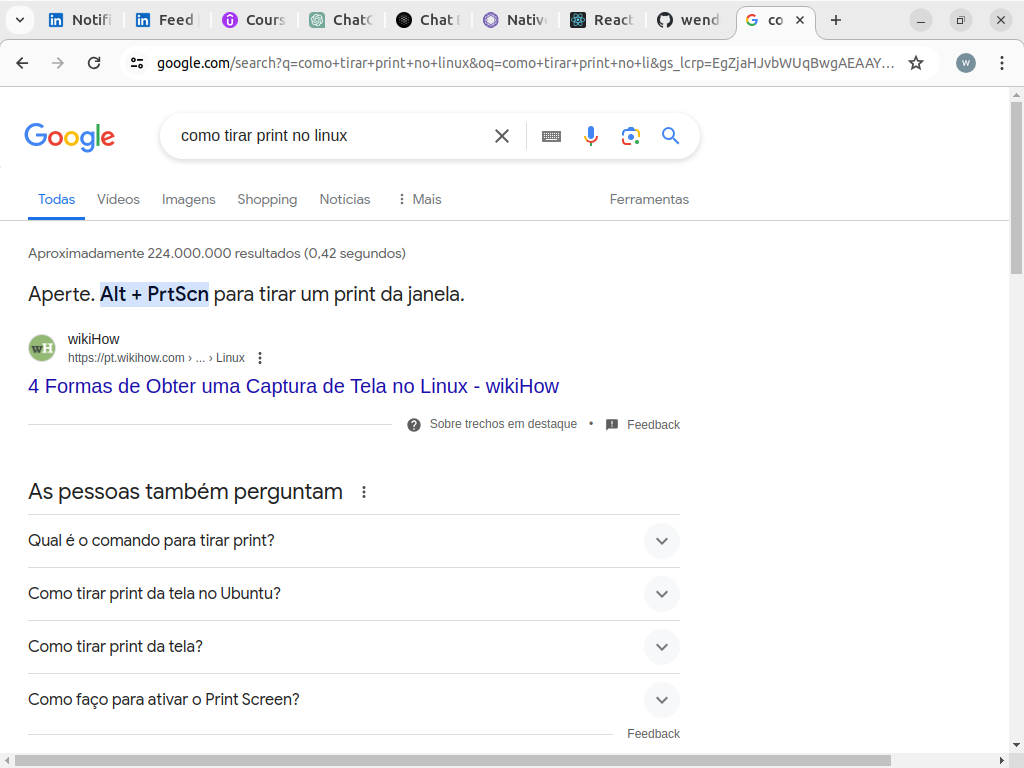 Notifi
Feed
Cours
ChatG
Chat
Nativ
React
wend
co
google.com/search?q=como+tirar+print+no+linux&oq=como+tirar+print+no+li&gs_lcrp=EgZjaHJvbWUqBwgAEAAY...
W
Google
como tirar print no linux
Todas Vídeos Imagens Shopping Notícias Mais Ferramentas
Aproximadamente 224.000.000 resultados (0,42 segundos)
Aperte. Alt + PrtScn para tirar um print da janela.
wH
wikiHow
https://pt.wikihow.com › ... › Linux
4 Formas de Obter uma Captura de Tela no Linux - wikiHow
Sobre trechos em destaque • Feedback
As pessoas também perguntam
Qual é o comando para tirar print?
Como tirar print da tela no Ubuntu?
Como tirar print da tela?
Como faço para ativar o Print Screen?
Feedback